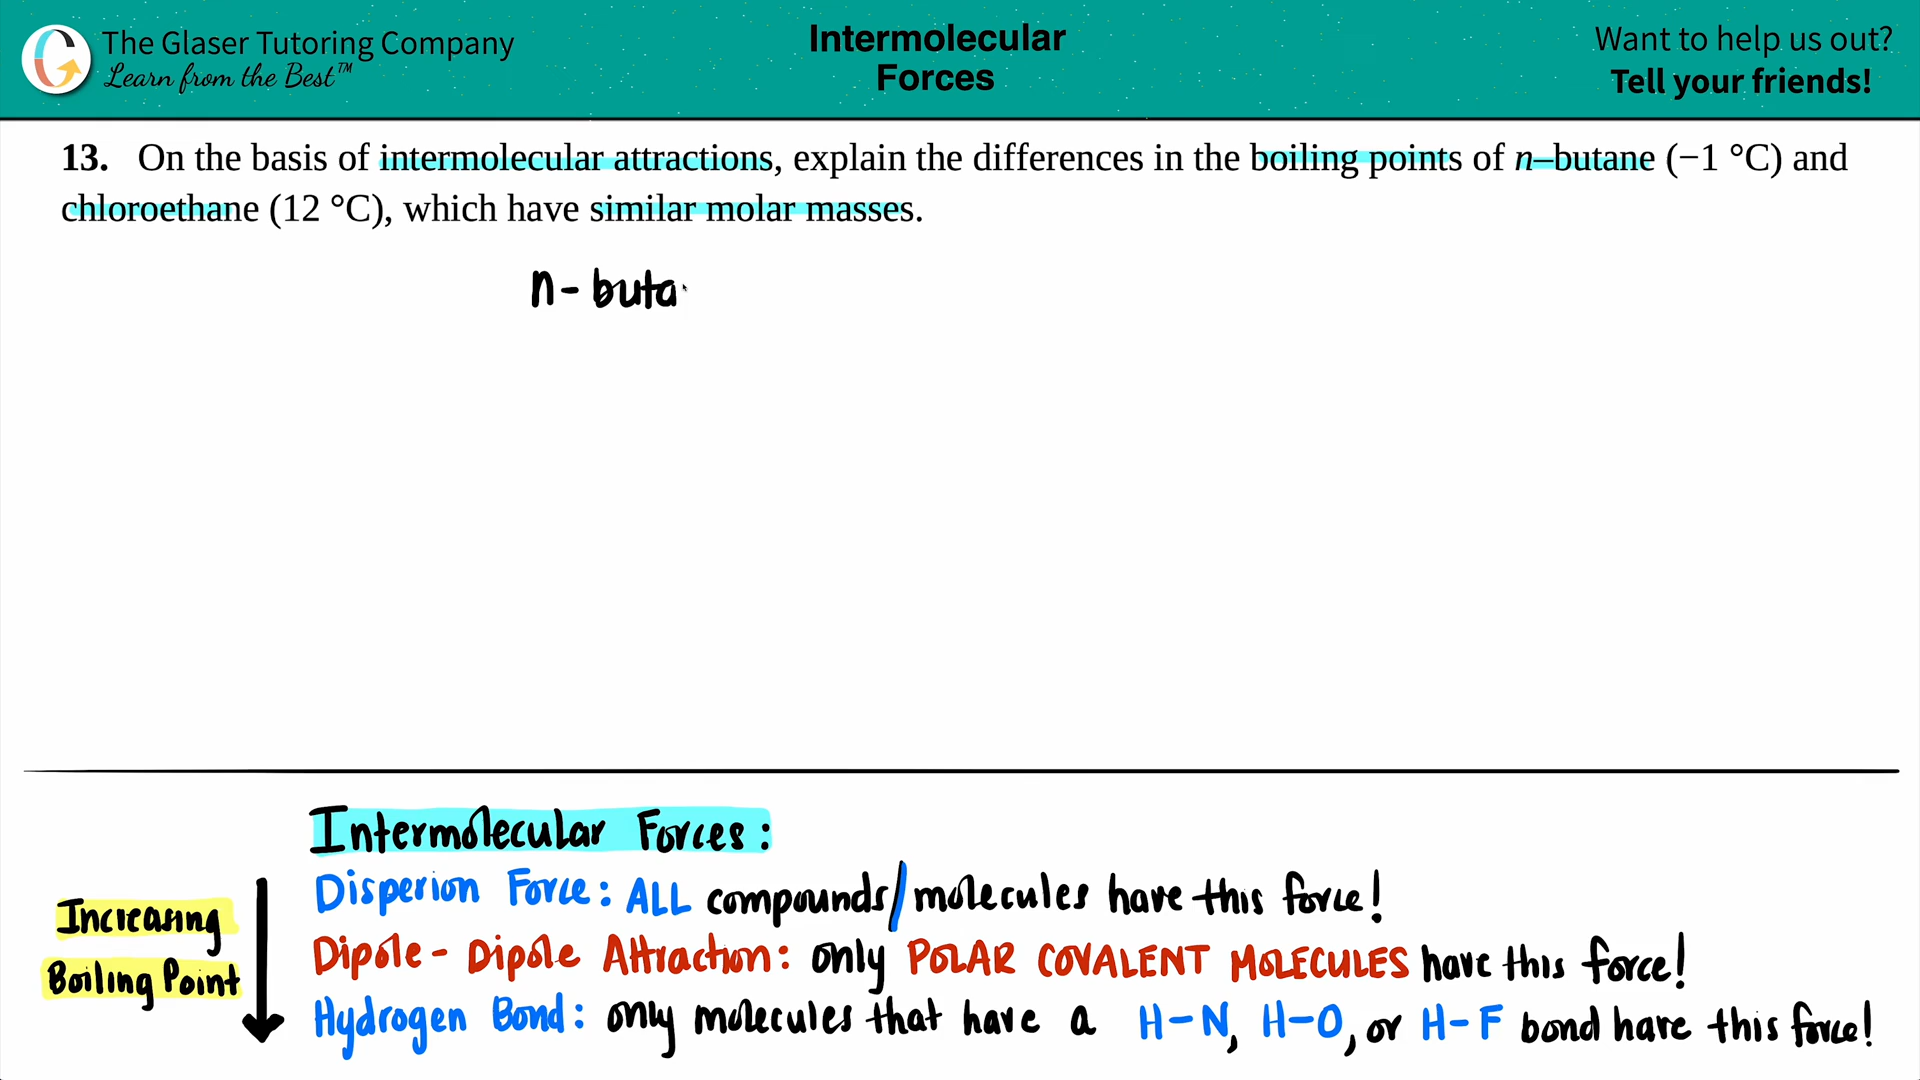 The Glaser Tutoring Company
Learn from the Best™
Intermolecular
Forces
Want to help us out?
Tell your friends!
13. On the basis of intermolecular attractions, explain the differences in the boiling points of n–butane (−1 °C) and
chloroethane (12 °C), which have similar molar masses.
n- buta
Intermolecular Forces:
Disperion Force: ALL compounds/molecules have this force!
Dipole - Dipole Attraction: only POLAR COVALENT MOLECULES have this force!
Hydrogen Bond: only molecules that have a H-N, H-O, or H-F bond have this force!
Increasing
Boiling Point